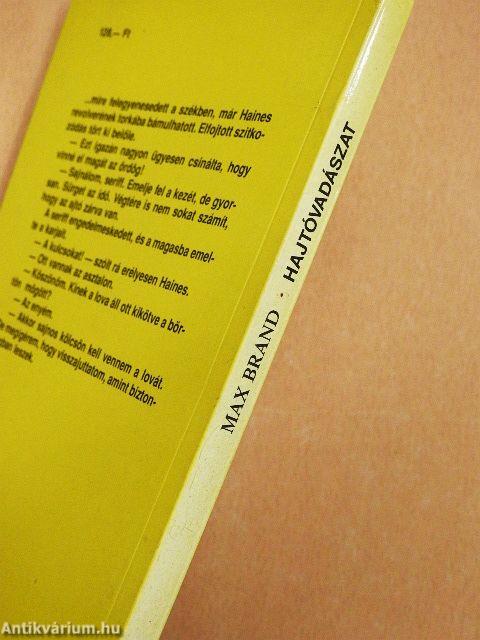 128.— Ft
...mire felegyenesedett a székben, már Haines
revolverének torkába bámulhatott. Elfojtott szitko-
zódás tört ki belőle.
— Ezt igazán nagyon ügyesen csinálta, hogy
vinné el magát az ördög!
— Sajnálom, seriff. Emelje fel a kezét, de gyor-
san. Sürget az idő. Végtére is nem sokat számít,
hogy az ajtó zárva van.
A seriff engedelmeskedett, és a magasba emel-
te a karjait.
— A kulcsokat! — szólt rá erélyesen Haines.
— Ott vannak az asztalon.
— Köszönöm. Kinek a lova áll ott kikötve a bör-
tön mögött?
— Az enyém.
— Akkor sajnos kölcsön kell vennem a lovát.
De megígérem, hogy visszajuttatom, amint bizton-
ban leszek.
MAX BRAND · HAJTÓVADÁSZAT
Antikvárium.hu